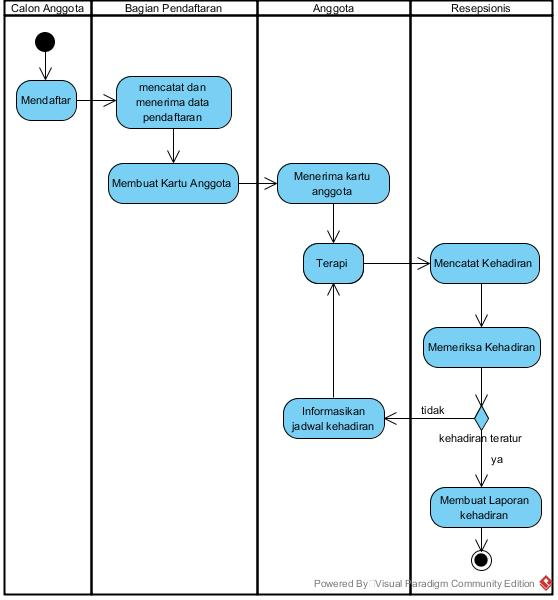 Calon Anggota
Bagian Pendaftaran
Anggota
Resepsionis
Mendaftar
mencatat dan
menerima data
pendaftaran
Membuat Kartu Anggota
Menerima kartu
anggota
Terapi
Mencatat Kehadiran
Memeriksa Kehadiran
Informasikan
jadwal kehadiran
tidak
kehadiran teratur
ya
Membuat Laporan
kehadiran
Powered By Visual Paradigm Community Edition